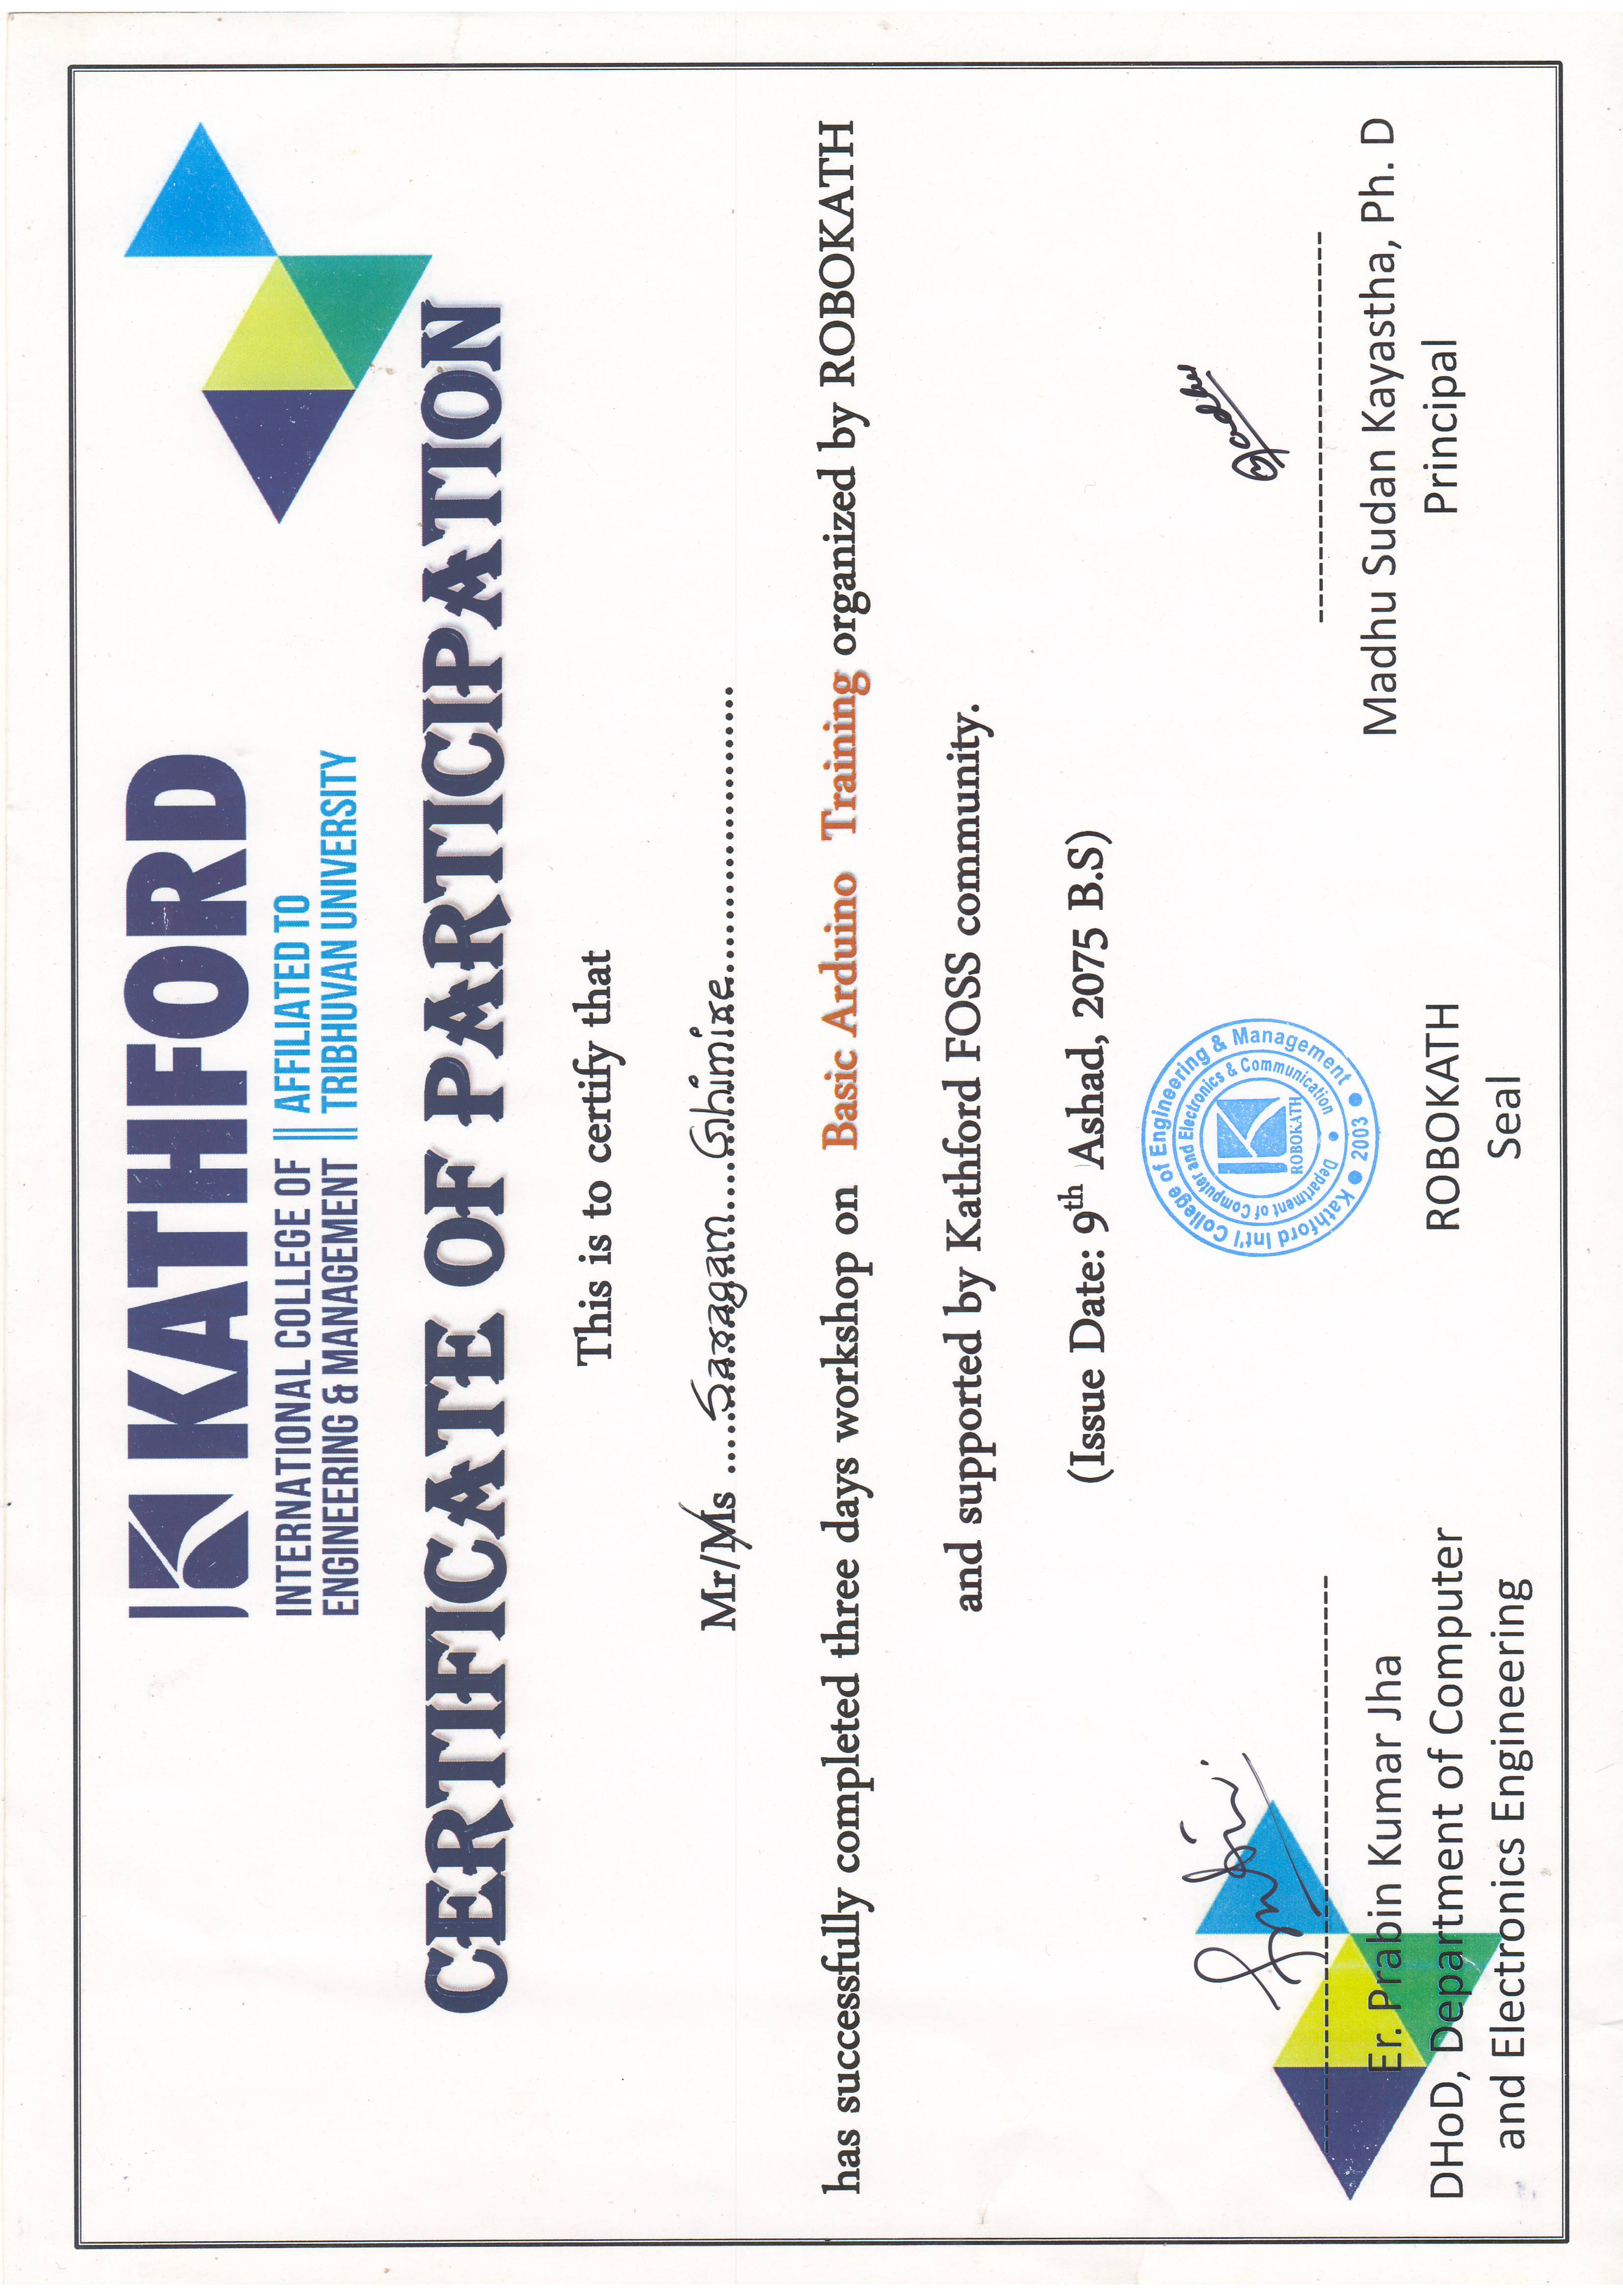 KATHFORD
INTERNATIONAL COLLEGE OF
ENGINEERING & MANAGEMENT
AFFILIATED TO
TRIBHUVAN UNIVERSITY
CERTIFICATE OF PARTICIPATION
This is to certify that
Mr/Ms ....Saragam....Ghimire......................
has successfully completed three days workshop on Basic Arduino Training organized by ROBOKATH
and supported by Kathford FOSS community.
(Issue Date: 9th Ashad, 2075 B.S)
Prabin
Madhu
Er. Prabin Kumar Jha
DHoD, Department of Computer
and Electronics Engineering
Kathford Int'l College of Engineering & Management
Department of Computer and Electronics & Communication
ROBOKATH
2003
ROBOKATH
Seal
Madhu Sudan Kayastha, Ph. D
Principal